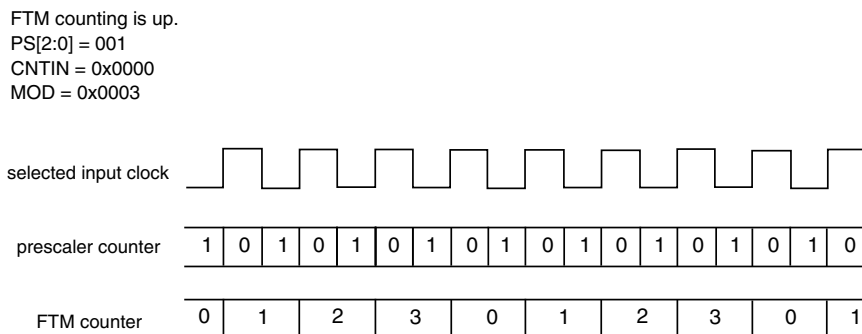 FTM counting is up.
PS[2:0] = 001
CNTIN = 0x0000
MOD = 0x0003
selected input clock
prescaler counter 1 0 1 0 1 0 1 0 1 0 1 0 1 0 1 0 1 0
FTM counter 0 1 2 3 0 1 2 3 0 1